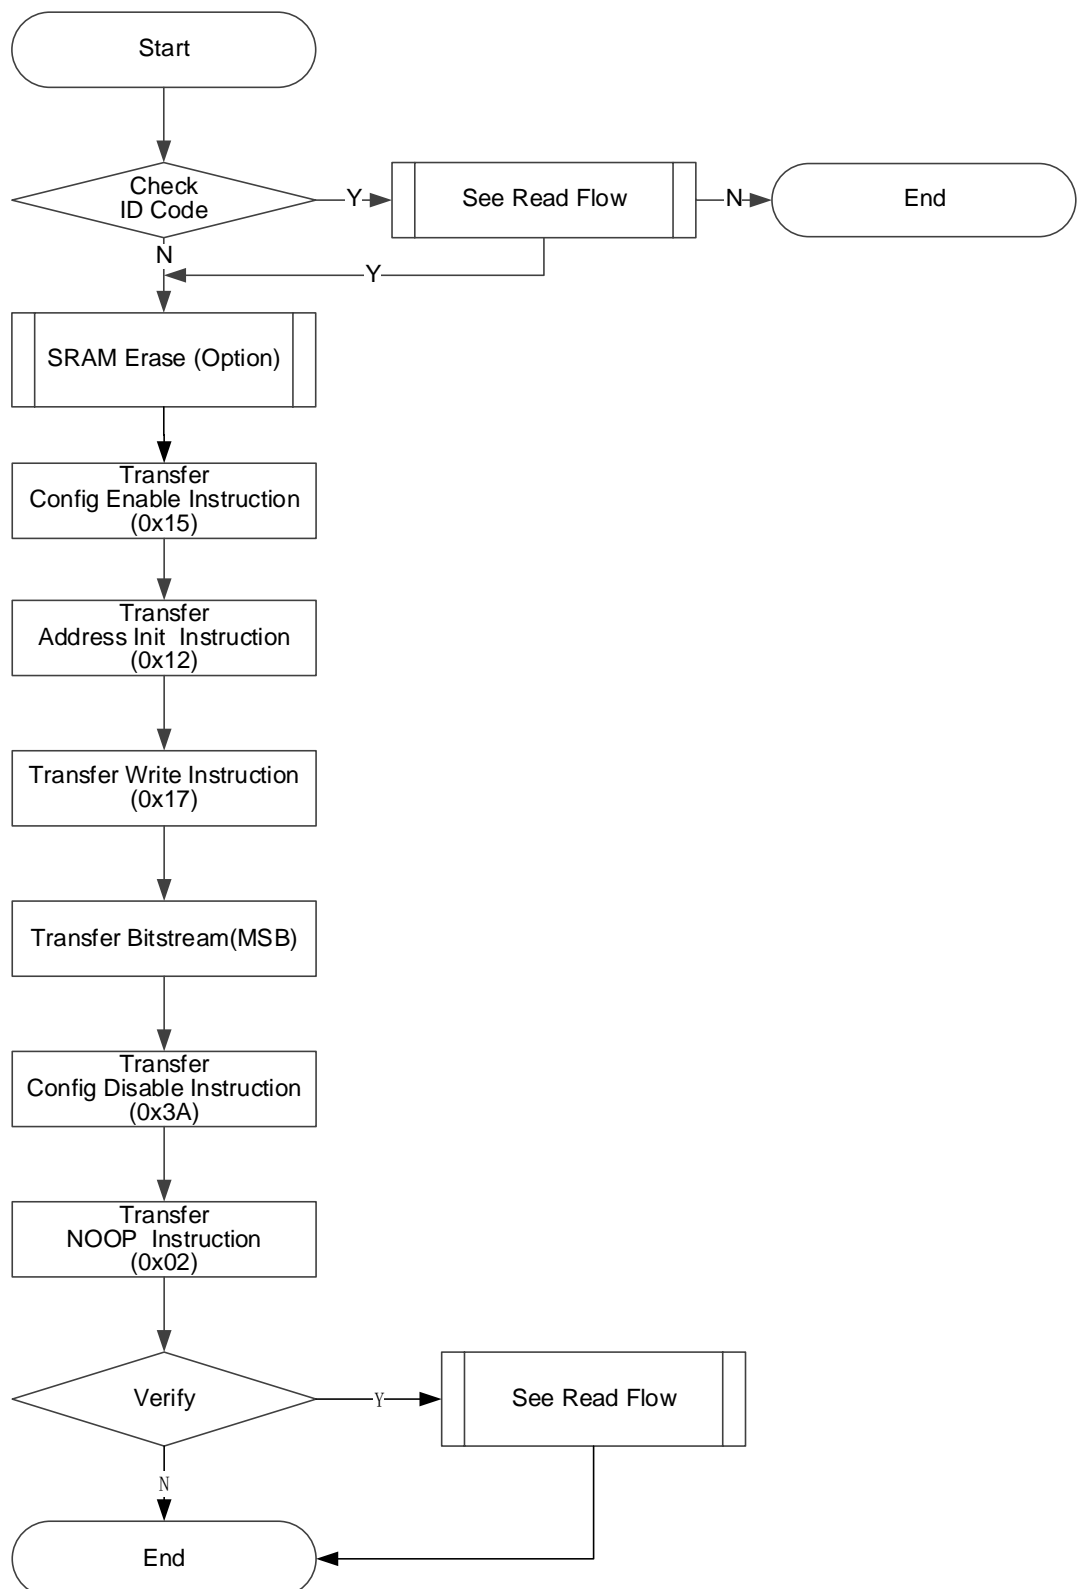 Start
Check
ID Code
Y
See Read Flow
N
End
N
Y
SRAM Erase (Option)
Transfer
Config Enable Instruction
(0x15)
Transfer
Address Init  Instruction
(0x12)
Transfer Write Instruction
(0x17)
Transfer Bitstream(MSB)
Transfer
Config Disable Instruction
(0x3A)
Transfer
NOOP  Instruction
(0x02)
Verify
Y
See Read Flow
N
End